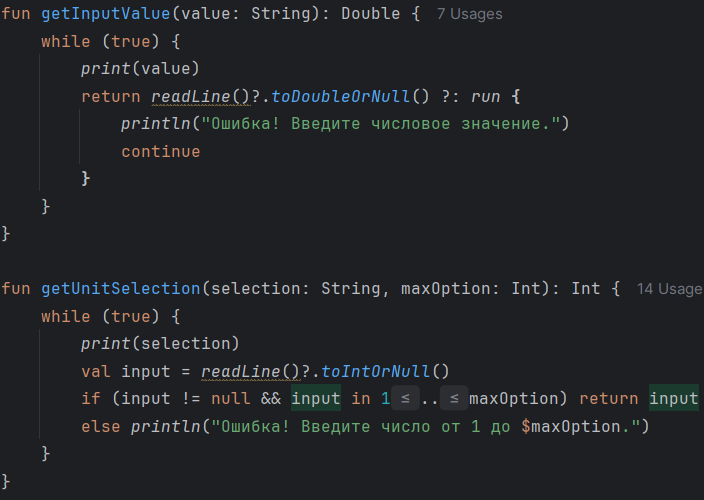 fun getInputValue(value: String): Double { 7 Usages
while (true) {
print(value)
return readLine()?.toDoubleOrNull() ?: run {
println("Ошибка! Введите числовое значение.")
continue
}
}
}
fun getUnitSelection(selection: String, maxOption: Int): Int { 14 Usage
while (true) {
print(selection)
val input = readLine()?.toIntOrNull()
if (input != null && input in 1 ≤ .. ≤ maxOption) return input
else println("Ошибка! Введите число от 1 до $maxOption.")
}
}